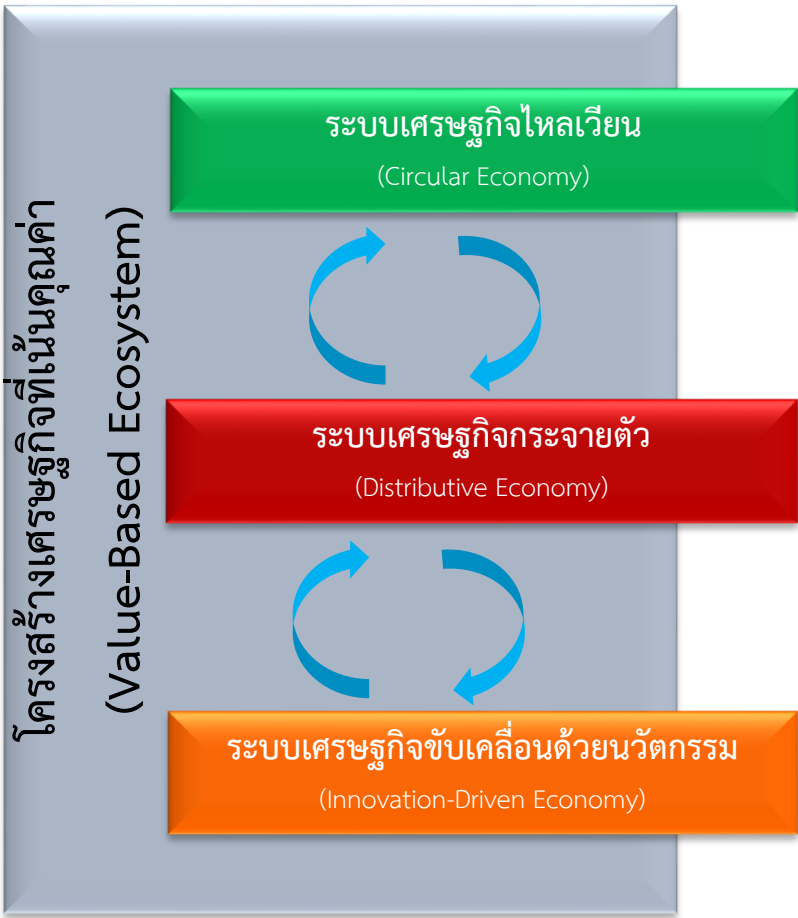 โครงสร้างเศรษฐกิจที่เน้นคุณค่า
(Value-Based Ecosystem)
ระบบเศรษฐกิจไหลเวียน
(Circular Economy)
ระบบเศรษฐกิจกระจายตัว
(Distributive Economy)
ระบบเศรษฐกิจขับเคลื่อนด้วยนวัตกรรม
(Innovation-Driven Economy)